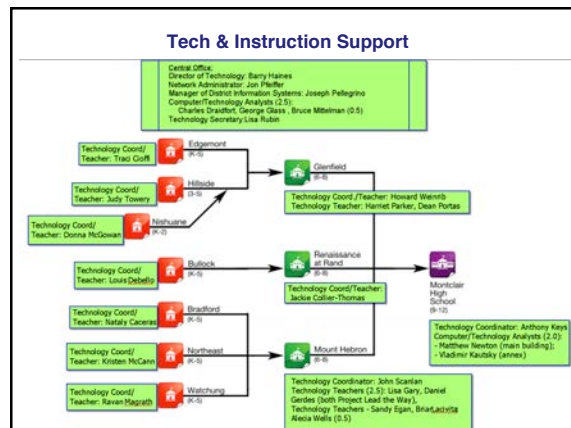 Tech & Instruction Support
Central Office:
Director of Technology: Barry Haines
Network Administrator: Jon Pfeiffer
Manager of District Information Systems: Joseph Pellegrino
Computer/Technology Analysts (2.5):
Charles Draidfort, George Glass , Bruce Mittelman (0.5)
Technology Secretary:Lisa Rubin
Technology Coord/
Teacher: Traci Cioffi
Edgemont
(K-5)
Technology Coord/
Teacher: Judy Towery
Hillside
(3-5)
Technology Coord/
Teacher: Donna McGowan
Nishuane
(K-2)
Glenfield
(6-8)
Technology Coord./Teacher: Howard Weinrib
Technology Teacher: Harriet Parker, Dean Portas
Technology Coord/
Teacher: Louis Debello
Bullock
(K-5)
Renaissance
at Rand
(6-8)
Technology Coord/Teacher:
Jackie Collier-Thomas
Montclair
High
School
(9-12)
Technology Coordinator: Anthony Keys
Computer/Technology Analysts (2.0):
- Matthew Newton (main building);
- Vladimir Kautsky (annex)
Technology Coord/
Teacher: Nataly Caceras
Bradford
(K-5)
Technology Coord/
Teacher: Kristen McCann
Northeast
(K-5)
Technology Coord/
Teacher: Ravan Magrath
Watchung
(K-5)
Mount Hebron
(6-8)
Technology Coordinator: John Scanlan
Technology Teachers (2.5): Lisa Gary, Daniel
Gerdes (both Project Lead the Way),
Technology Teachers - Sandy Egan,
Alecia Wells (0.5)